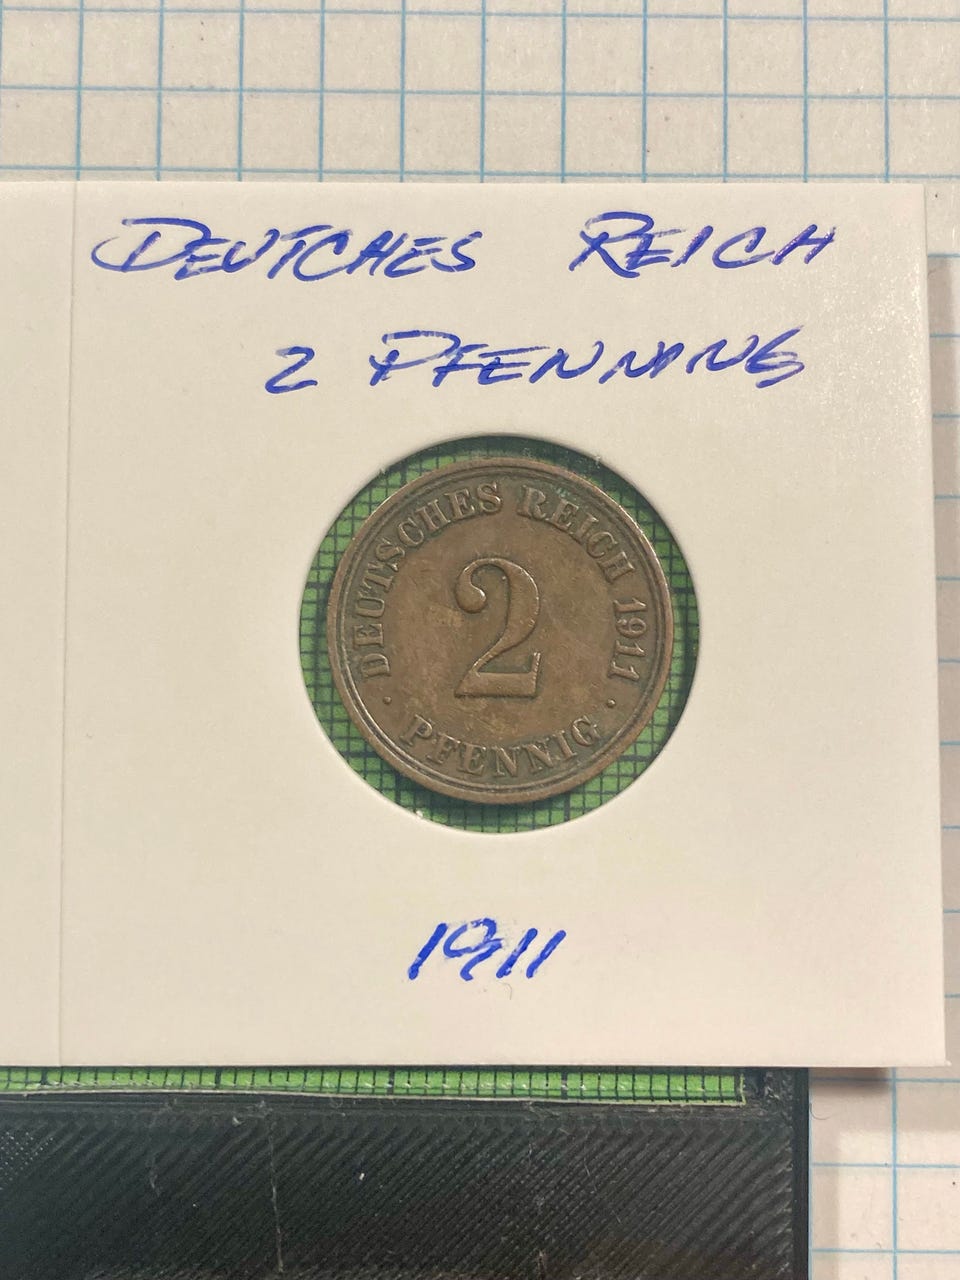 DEUTCHES REICH
2 PFENNING
DEUTSCHES REICH 1911
2
· PFENNIG ·
1911